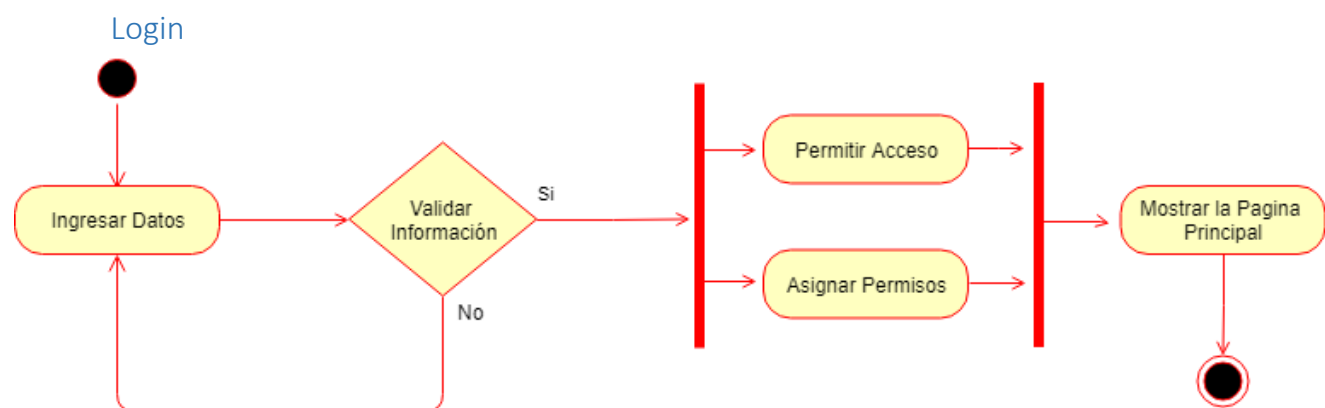 Login
Ingresar Datos
Validar
Información
Si
No
Permitir Acceso
Asignar Permisos
Mostrar la Pagina
Principal